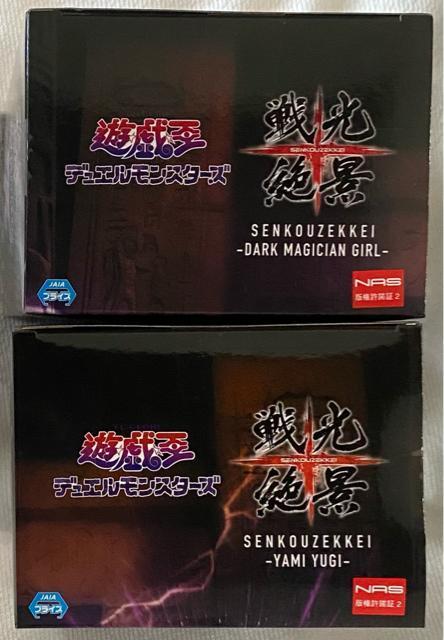 遊戯王
デュエルモンスターズ
戦光
SENKOUZEKKEI
絶景
SENKOUZEKKEI
-DARK MAGICIAN GIRL-
JAIA
プライズ
NAS
版権許諾証 2
遊戯王
デュエルモンスターズ
戦光
SENKOUZEKKEI
絶景
SENKOUZEKKEI
-YAMI YUGI-
JAIA
プライズ
NAS
版権許諾証 2